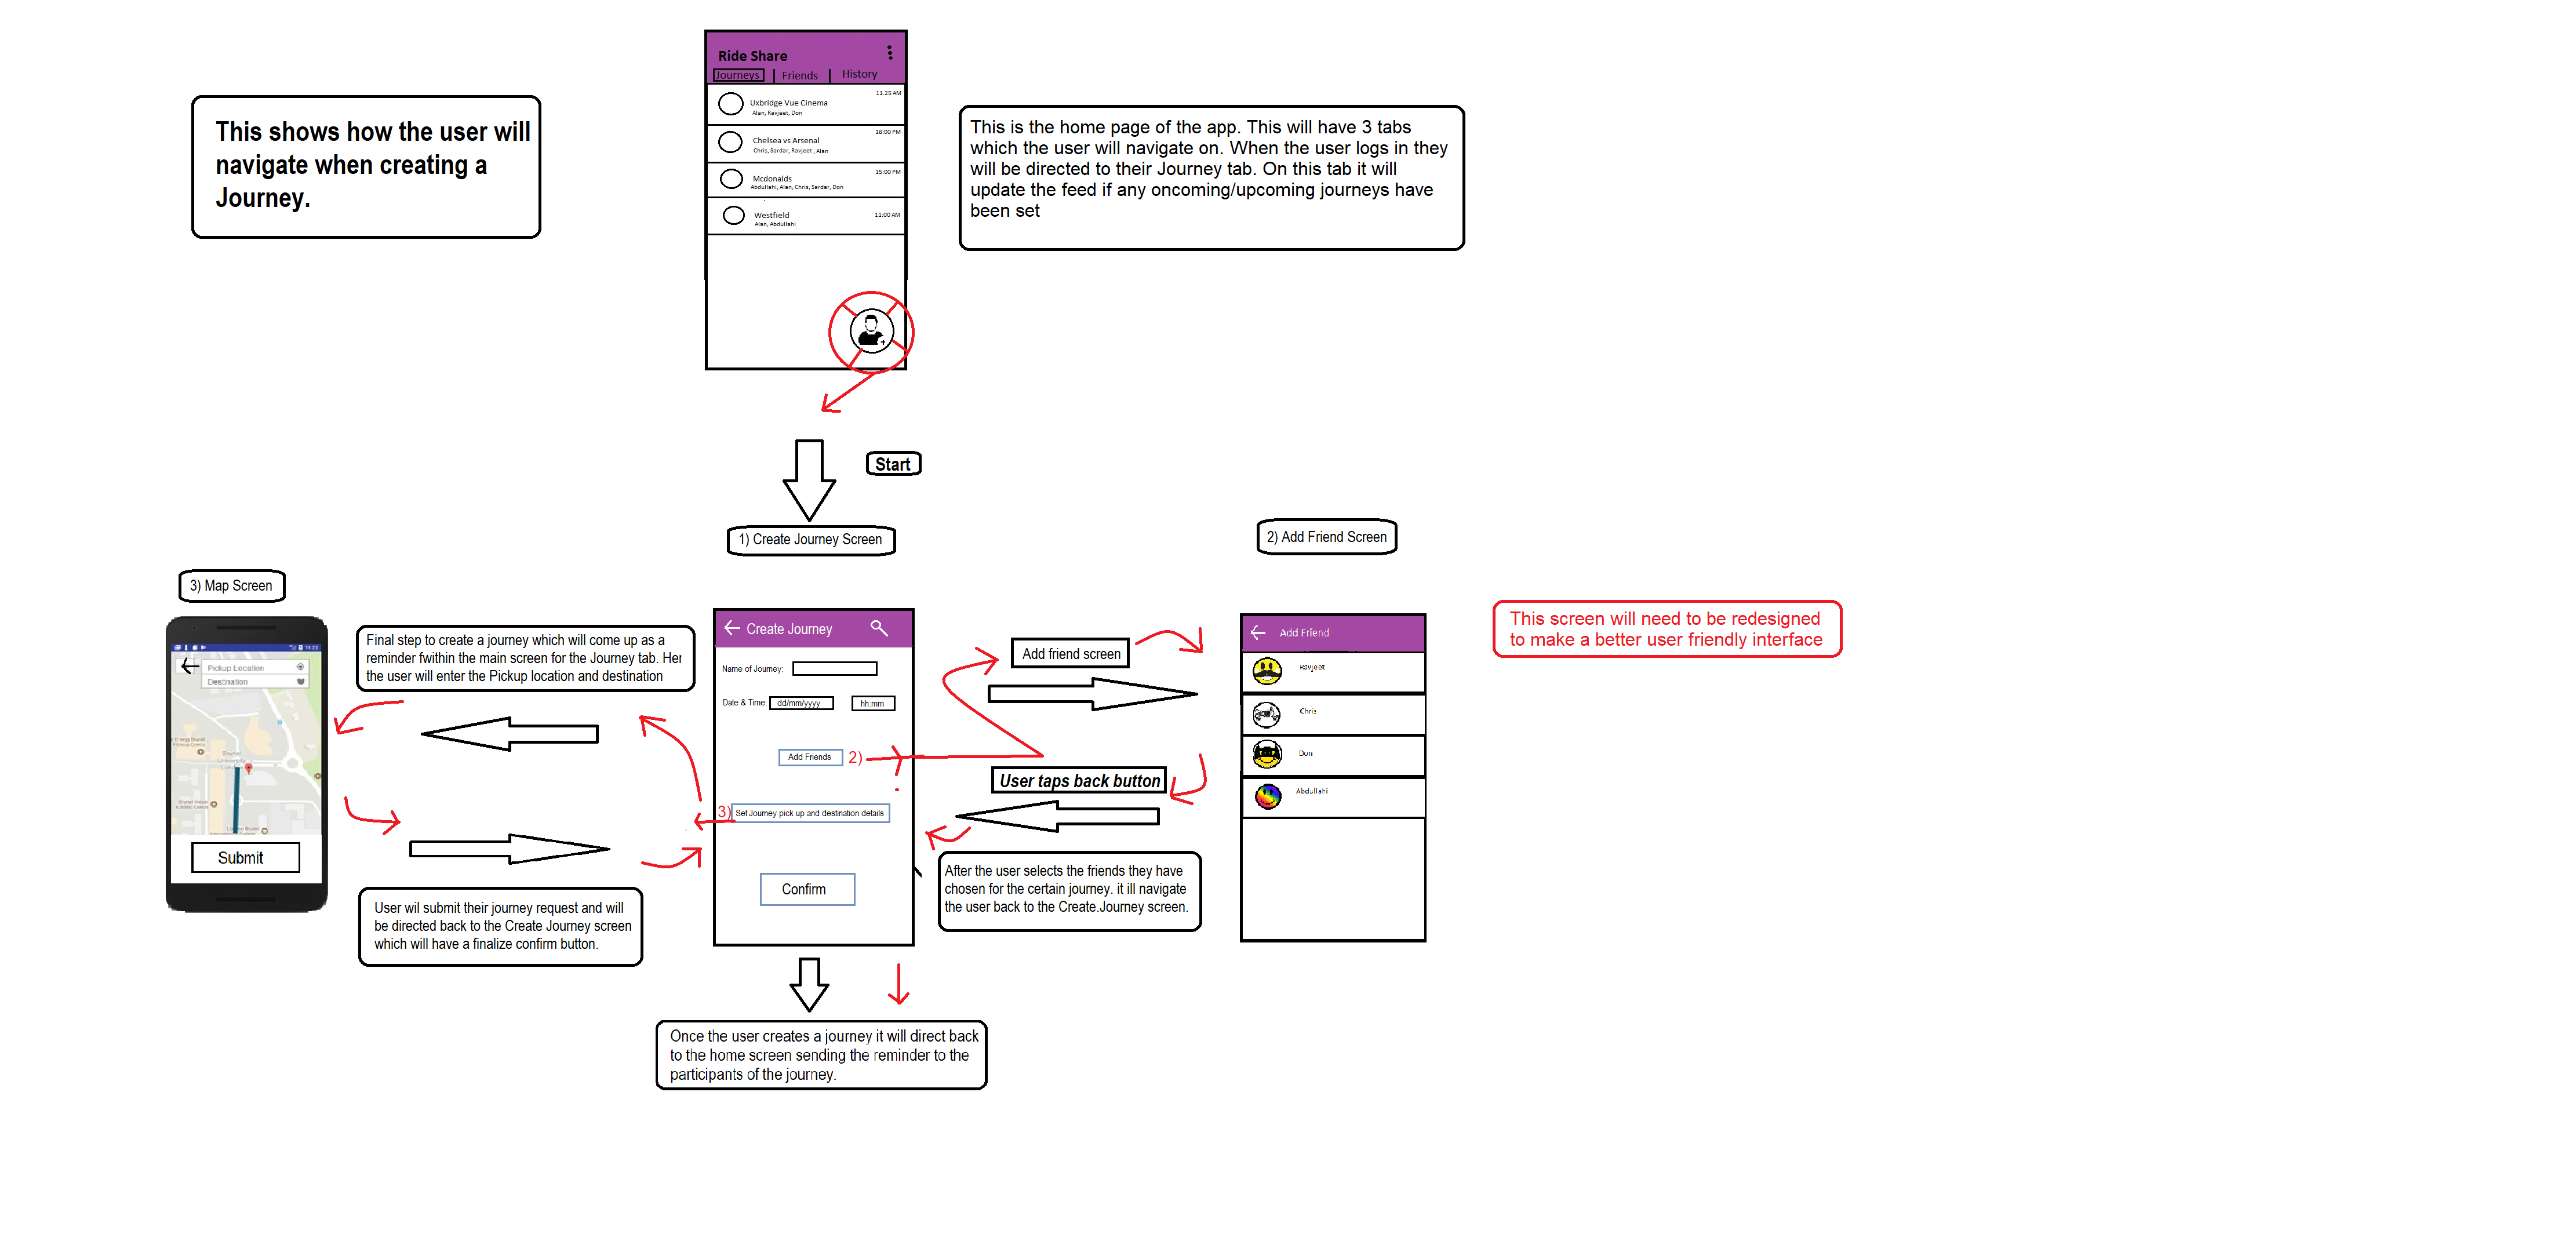 Ride Share
Journeys
Friends
History
11.25 AM
Uxbridge Vue Cinema
Alan, Ravjeet, Don
18:00 PM
Chelsea vs Arsenal
Chris, Sardar, Ravjeet , Alan
15:00 PM
Mcdonalds
Abdullahi, Alan, Chris, Sardar, Don
11:00 AM
Westfield
Alan, Abdullahi
This shows how the user will
navigate when creating a
Journey.
This is the home page of the app. This will have 3 tabs
which the user will navigate on. When the user logs in they
will be directed to their Journey tab. On this tab it will
update the feed if any oncoming/upcoming journeys have
been set
Start
1) Create Journey Screen
2) Add Friend Screen
3) Map Screen
Final step to create a journey which will come up as a
reminder fwithin the main screen for the Journey tab. Her
the user will enter the Pickup location and destination
Create Journey
Name of Journey:
Date & Time:
dd/mm/yyyy
hh:mm
Add Friends
2)
3)
Set Journey pick up and destination details
Confirm
Add friend screen
User taps back button
After the user selects the friends they have
chosen for the certain journey. it ill navigate
the user back to the Create.Journey screen.
Add Friend
Ravjeet
Chris
Don
Abdullahi
This screen will need to be redesigned
to make a better user friendly interface
Pickup Location
Destination
Submit
User wil submit their journey request and will
be directed back to the Create Journey screen
which will have a finalize confirm button.
Once the user creates a journey it will direct back
to the home screen sending the reminder to the
participants of the journey.